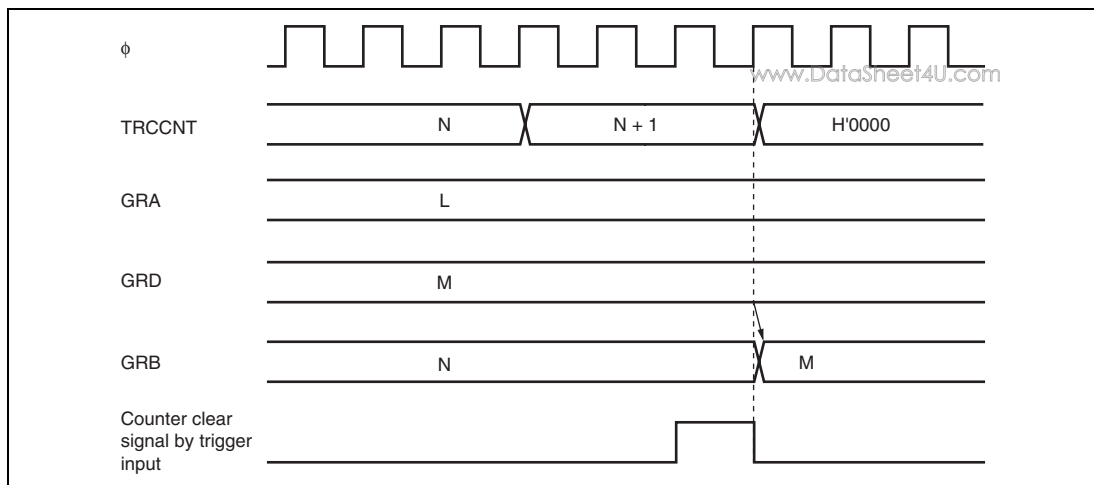 φ
www.DataSheet4U.com
TRCCNT N N + 1 H'0000
GRA L
GRD M
GRB N M
Counter clear
signal by trigger
input